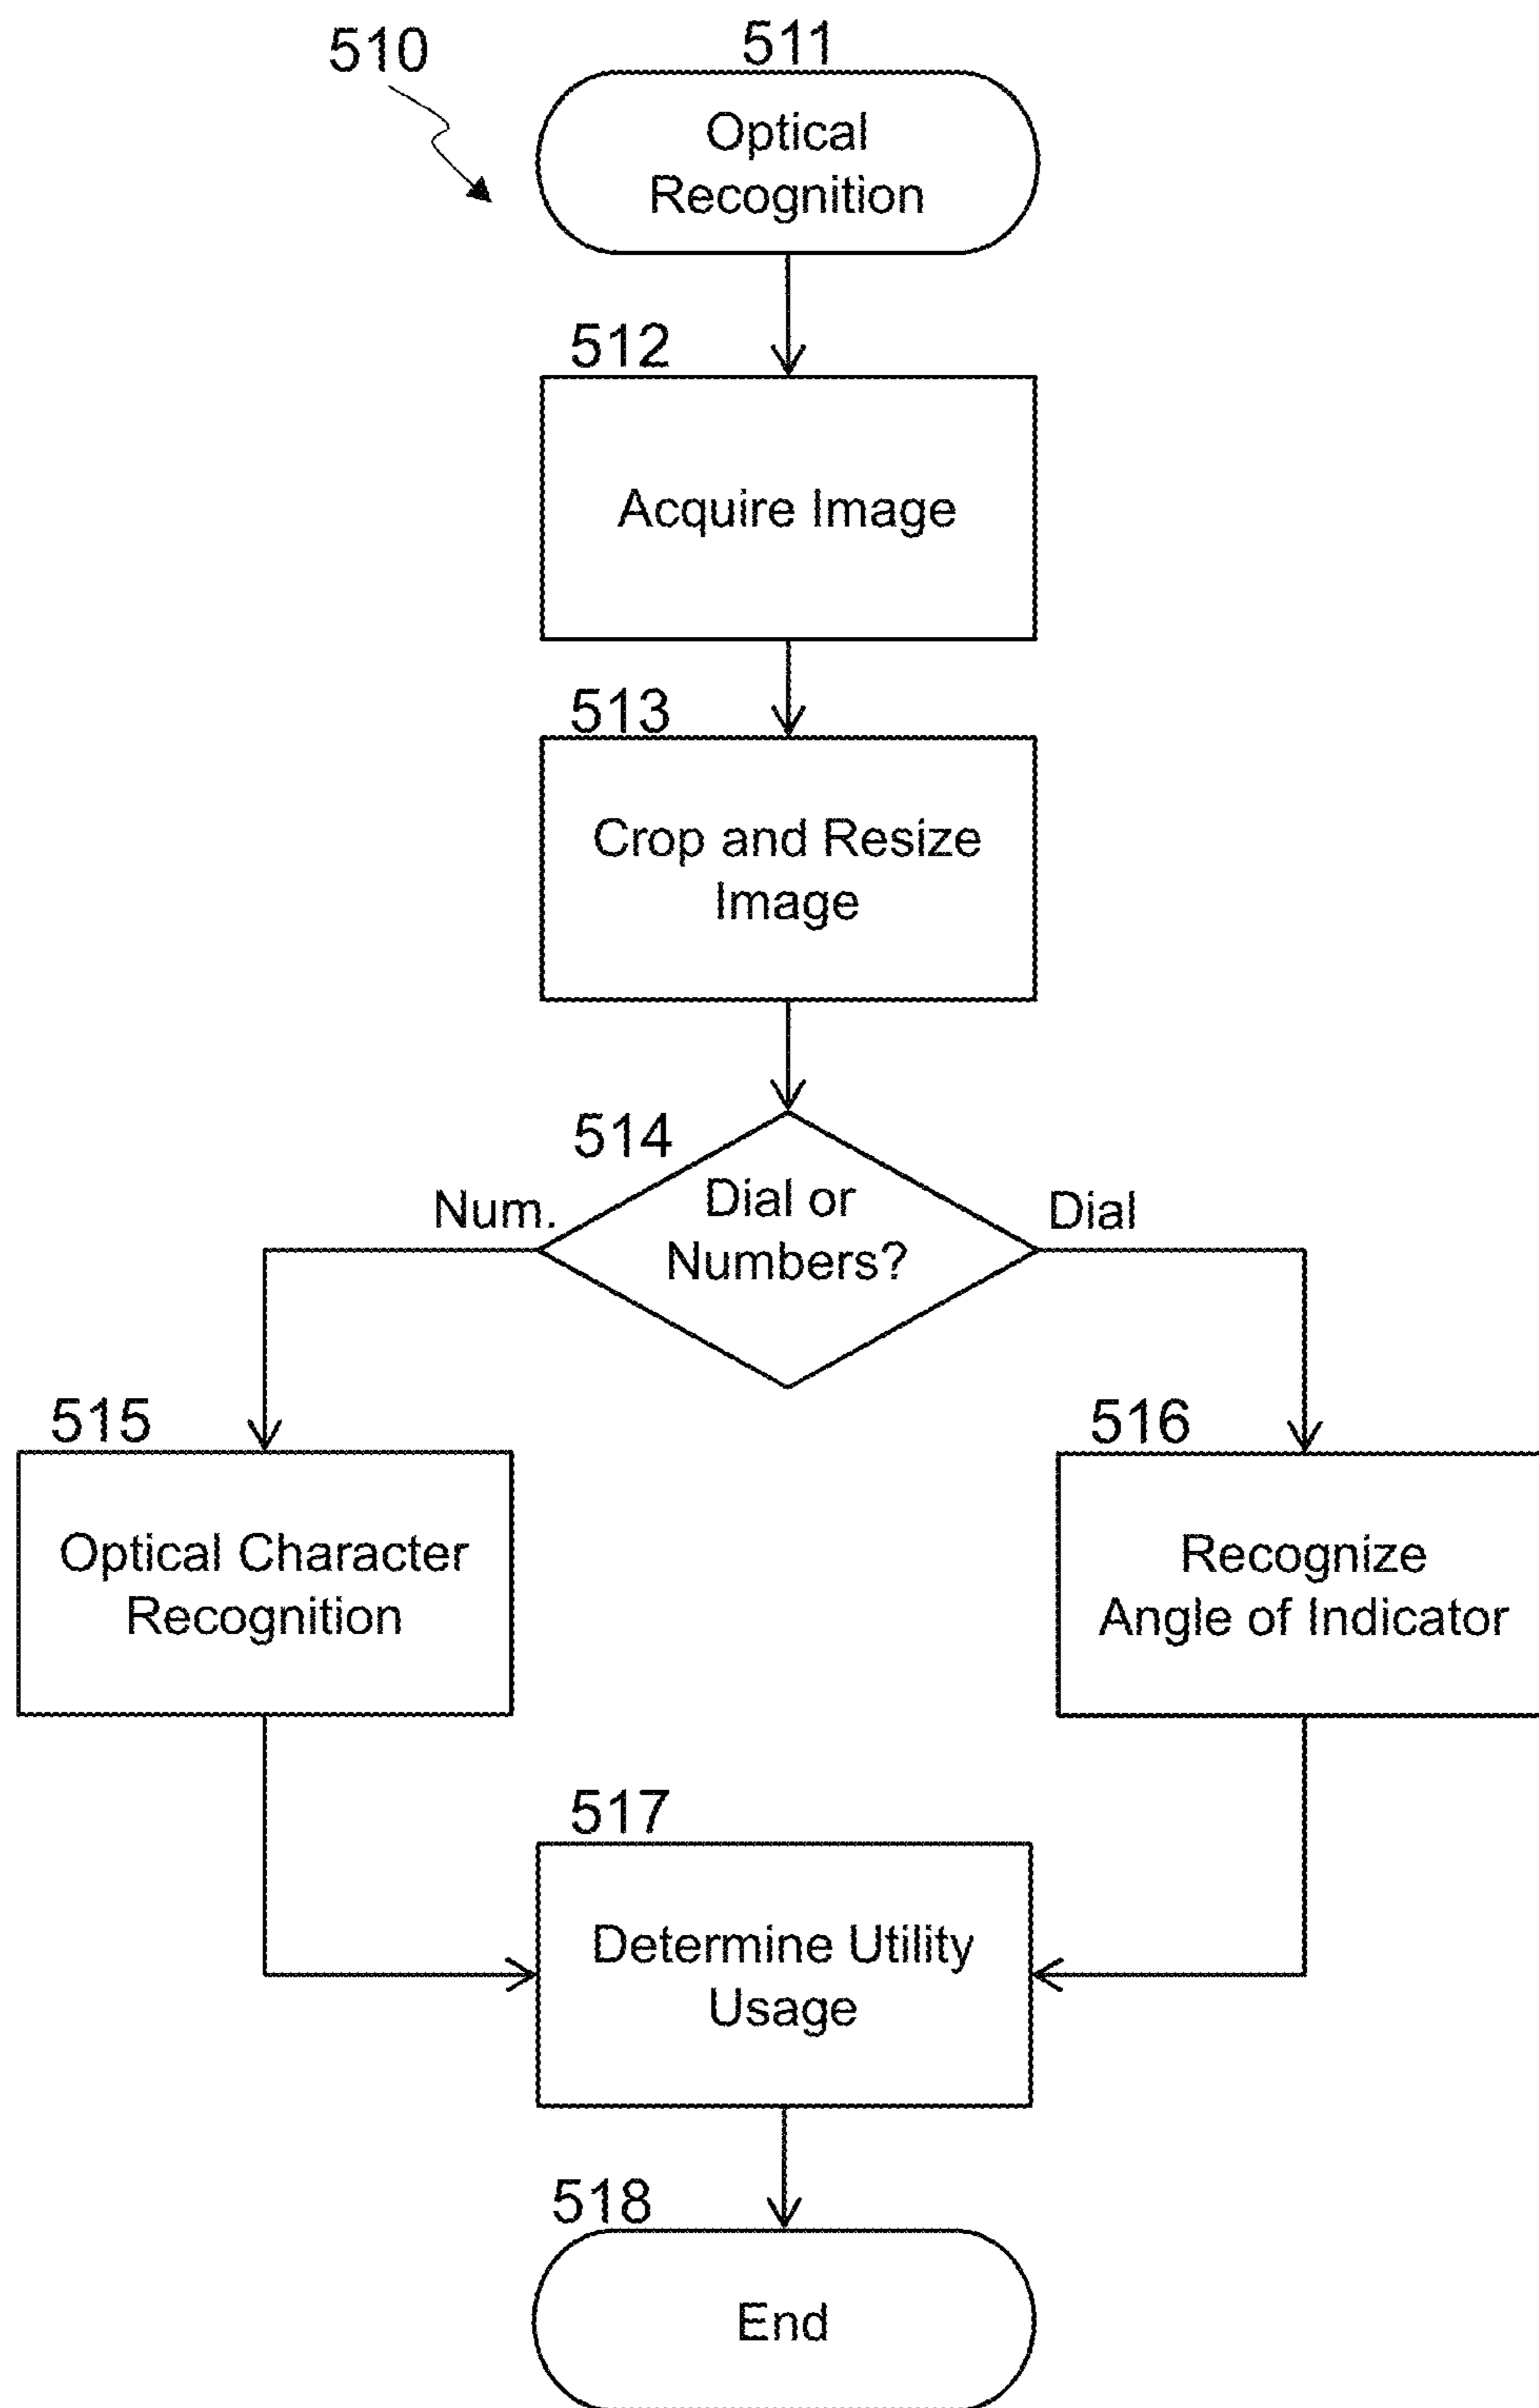 510
511
Optical
Recognition
512
Acquire Image
513
Crop and Resize
Image
514
Dial or
Numbers?
Num.
Dial
515
Optical Character
Recognition
516
Recognize
Angle of Indicator
517
Determine Utility
Usage
518
End